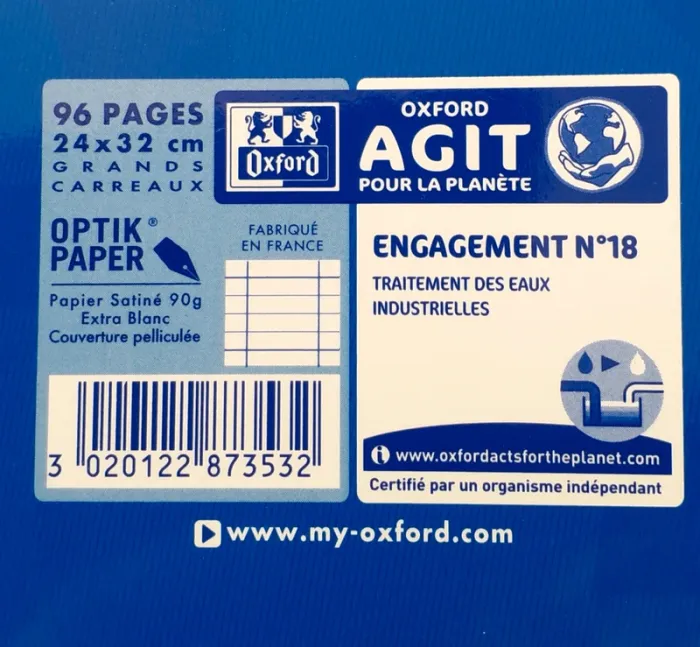 96 PAGES
24x32 cm
GRANDS
CARREAUX
Oxford
OPTIK® PAPER
FABRIQUÉ
EN FRANCE
Papier Satiné 90g
Extra Blanc
Couverture pelliculée
3 020122 873532
OXFORD
AGIT
POUR LA PLANÈTE
ENGAGEMENT N°18
TRAITEMENT DES EAUX
INDUSTRIELLES
i www.oxfordactsfortheplanet.com
Certifié par un organisme indépendant
www.my-oxford.com